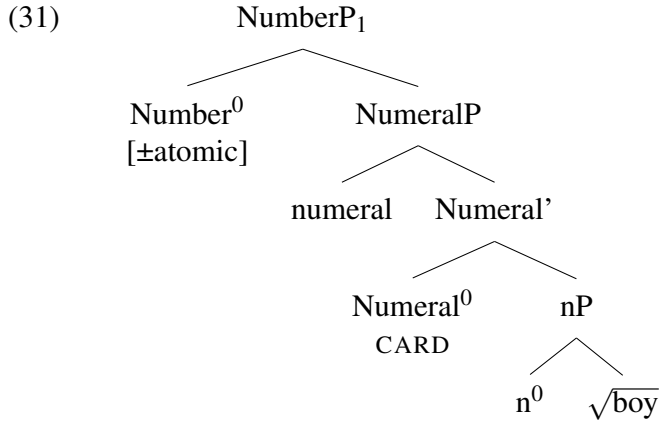 (31) NumberP₁
Number⁰ NumeralP
[±atomic]
numeral Numeral’
Numeral⁰ nP
CARD
n⁰ √boy